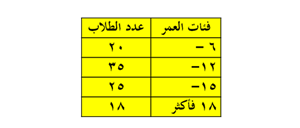 فئات العمر عدد الطلاب
٦ – ٢٠
١٢– ٣٥
١٥– ٢٥
١٨ فأكثر ١٨